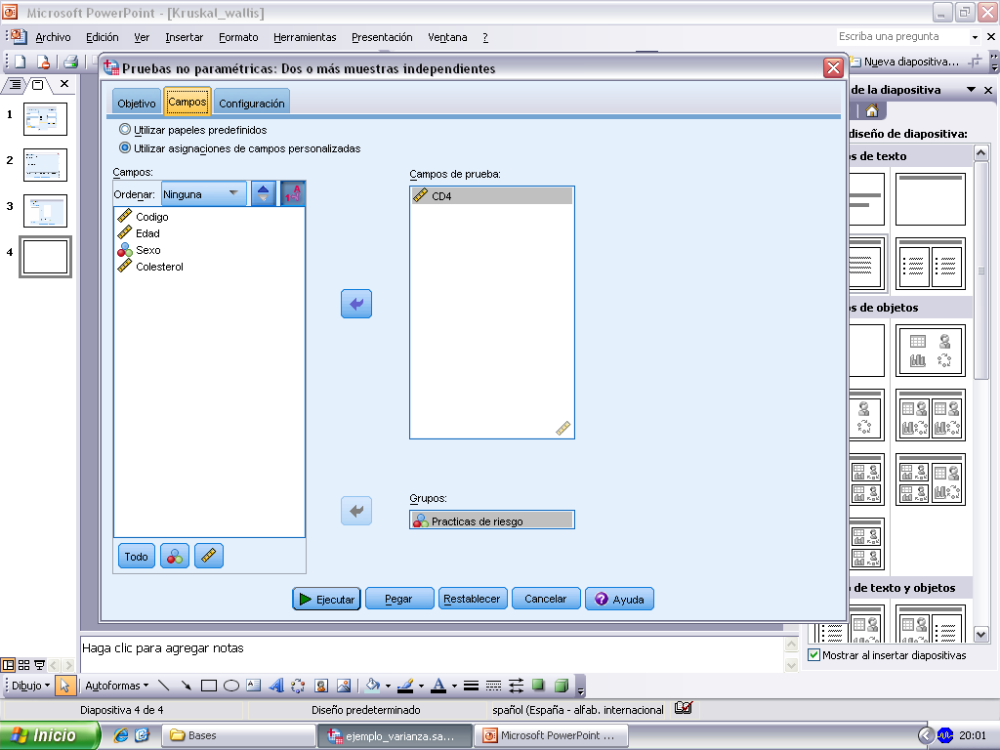 Microsoft PowerPoint - [Kruskal_wallis]
Archivo Edición Ver Insertar Formato Herramientas Presentación Ventana ?
Escriba una pregunta
Nueva diapositiva...
Pruebas no paramétricas: Dos o más muestras independientes
de la diapositiva
Objetivo Campos Configuración
diseño de diapositiva:
Utilizar papeles predefinidos
Utilizar asignaciones de campos personalizadas
s de texto
Campos:
Campos de prueba:
Ordenar: Ninguna
CD4
Codigo
Edad
Sexo
Colesterol
s de objetos
1
2
3
4
Grupos:
Practicas de riesgo
Todo
Ejecutar Pegar Restablecer Cancelar Ayuda
de texto y objetos
Haga clic para agregar notas
Mostrar al insertar diapositivas
Dibujo Autoformas
Diapositiva 4 de 4 Diseño predeterminado spañol (España - alfab. internacional
Inicio Bases ejemplo_varianza.sa... Microsoft PowerPoint ... 20:01